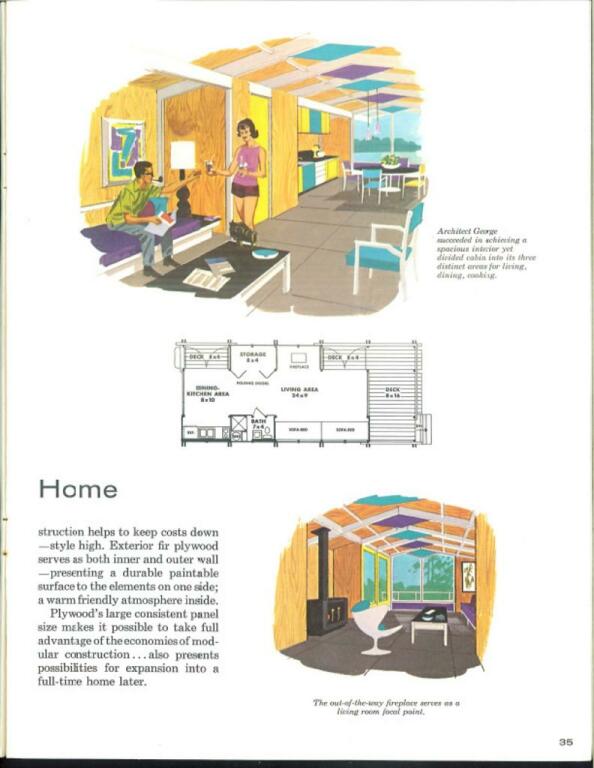 Architect George
succeeded in achieving a
spacious interior yet
divided cabin into its three
distinct areas for living,
dining, cooking.
DECK 8x4
STORAGE
8x4
FIREPLACE
DECK 8x4
FOLDING DOORS
DINING-
KITCHEN AREA
8x10
LIVING AREA
24x9
DECK
8x16
BATH
7x4
REF.
SOFA-BED
SOFA-BED
Home
struction helps to keep costs down
—style high. Exterior fir plywood
serves as both inner and outer wall
—presenting a durable paintable
surface to the elements on one side;
a warm friendly atmosphere inside.
Plywood's large consistent panel
size makes it possible to take full
advantage of the economies of mod-
ular construction...also presents
possibilities for expansion into a
full-time home later.
The out-of-the-way fireplace serves as a
living room focal point.
35